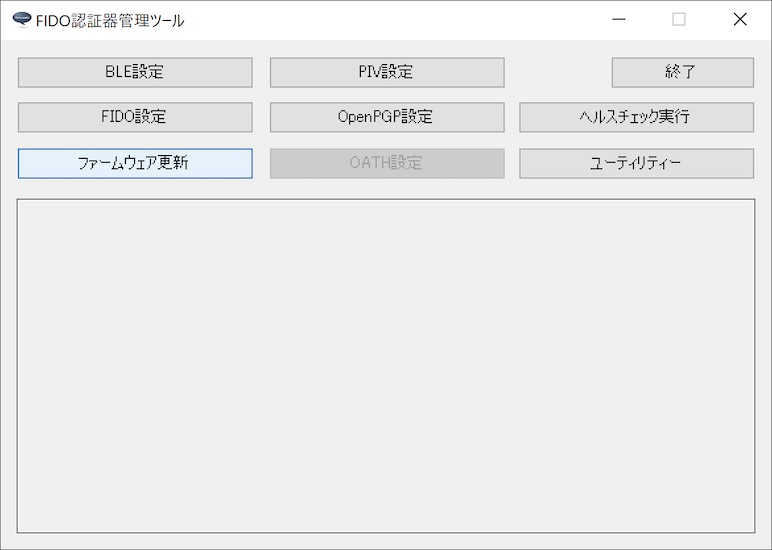 FIDO認証器管理ツール
BLE設定
PIV設定
終了
FIDO設定
OpenPGP設定
ヘルスチェック実行
ファームウェア更新
OATH設定
ユーティリティー